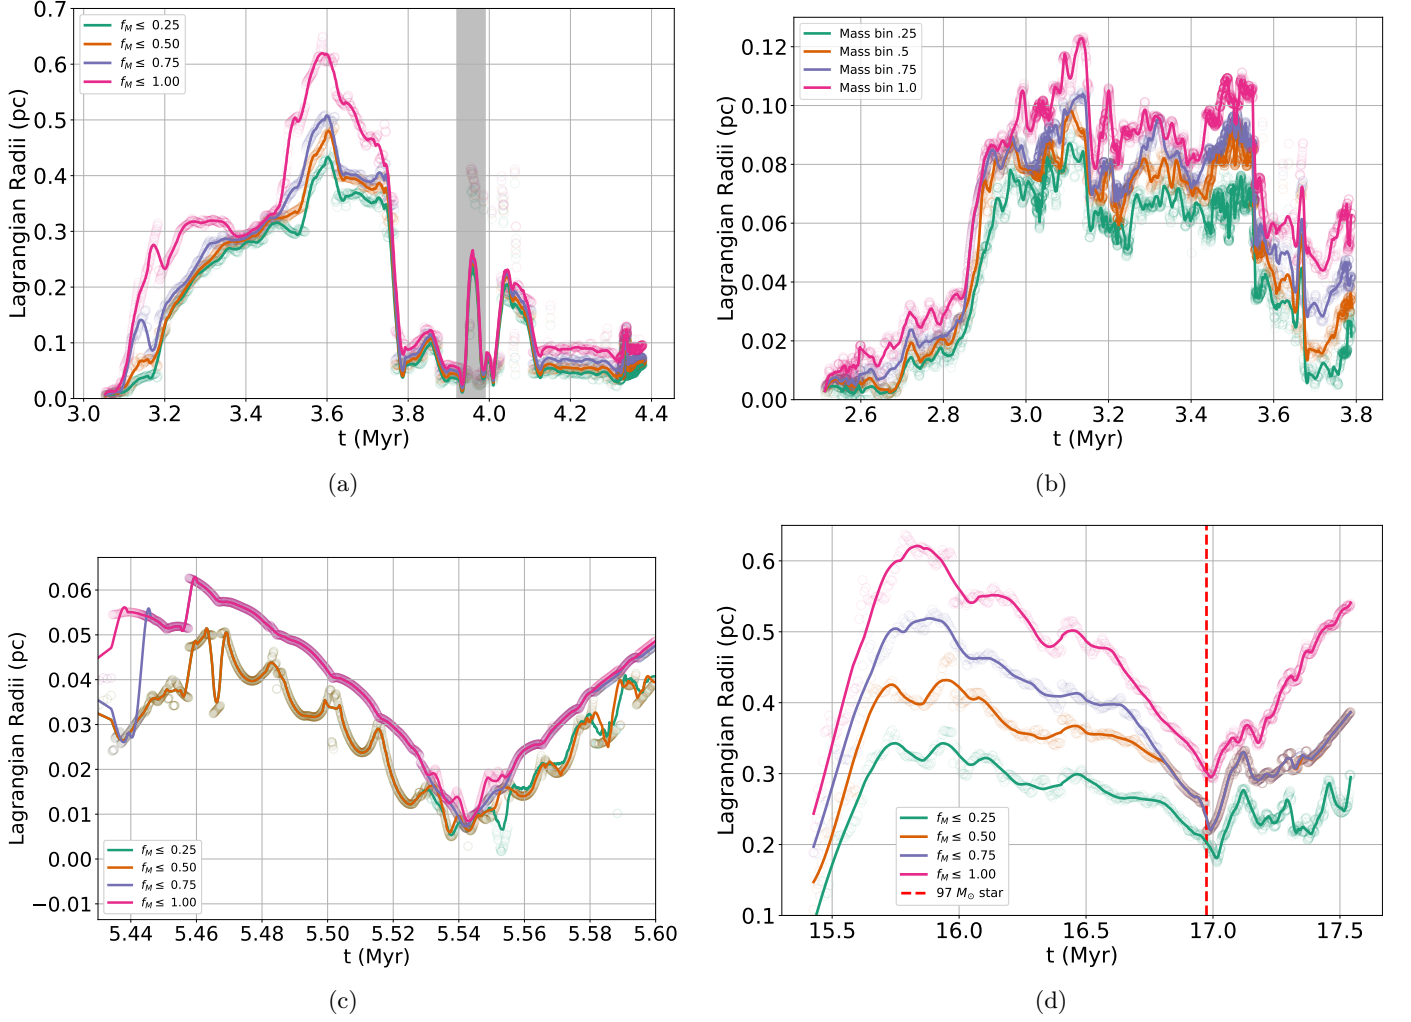 0.7
0.6
0.5
0.4
0.3
0.2
0.1
0.0
Lagrangian Radii (pc)
f_M ≤ 0.25
f_M ≤ 0.50
f_M ≤ 0.75
f_M ≤ 1.00
3.0 3.2 3.4 3.6 3.8 4.0 4.2 4.4
t (Myr)
(a)
0.12
0.10
0.08
0.06
0.04
0.02
0.00
Lagrangian Radii (pc)
Mass bin .25
Mass bin .5
Mass bin .75
Mass bin 1.0
2.6 2.8 3.0 3.2 3.4 3.6 3.8
t (Myr)
(b)
0.06
0.05
0.04
0.03
0.02
0.01
0.00
−0.01
Lagrangian Radii (pc)
f_M ≤ 0.25
f_M ≤ 0.50
f_M ≤ 0.75
f_M ≤ 1.00
5.44 5.46 5.48 5.50 5.52 5.54 5.56 5.58 5.60
t (Myr)
(c)
0.6
0.5
0.4
0.3
0.2
0.1
Lagrangian Radii (pc)
f_M ≤ 0.25
f_M ≤ 0.50
f_M ≤ 0.75
f_M ≤ 1.00
97 M⊙ star
15.5 16.0 16.5 17.0 17.5
t (Myr)
(d)